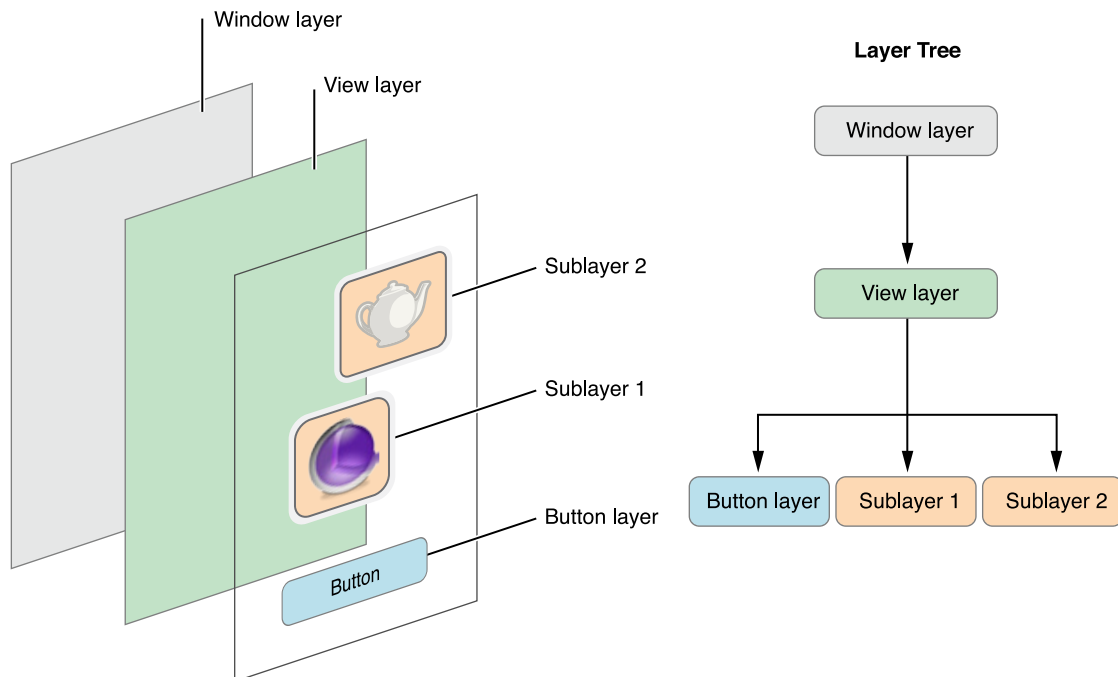 Window layer
View layer
Sublayer 2
Sublayer 1
Button layer
Button
Layer Tree
Window layer
View layer
Button layer
Sublayer 1
Sublayer 2